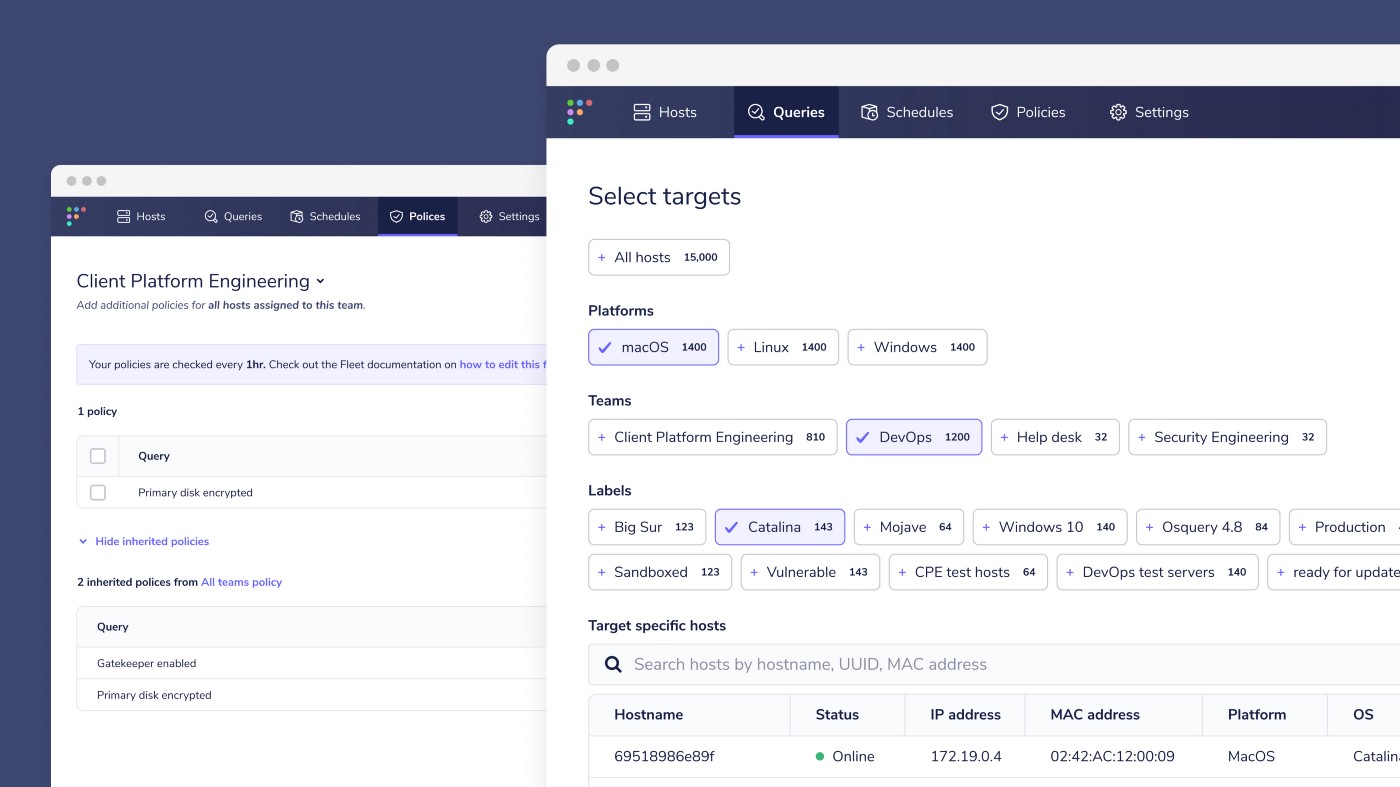 Hosts Queries Schedules Polices Settings
Client Platform Engineering
Add additional policies for all hosts assigned to this team.
Your policies are checked every 1hr. Check out the Fleet documentation on how to edit this
1 policy
Query
Primary disk encrypted
Hide inherited policies
2 inherited polices from All teams policy
Query
Gatekeeper enabled
Primary disk encrypted
Hosts Queries Schedules Policies Settings
Select targets
+ All hosts 15,000
Platforms
macOS 1400 + Linux 1400 + Windows 1400
Teams
+ Client Platform Engineering 810 DevOps 1200 + Help desk 32 + Security Engineering 32
Labels
+ Big Sur 123 Catalina 143 + Mojave 64 + Windows 10 140 + Osquery 4.8 84 + Production
+ Sandboxed 123 + Vulnerable 143 + CPE test hosts 64 + DevOps test servers 140 + ready for update
Target specific hosts
Search hosts by hostname, UUID, MAC address
Hostname Status IP address MAC address Platform OS
69518986e89f Online 172.19.0.4 02:42:AC:12:00:09 MacOS